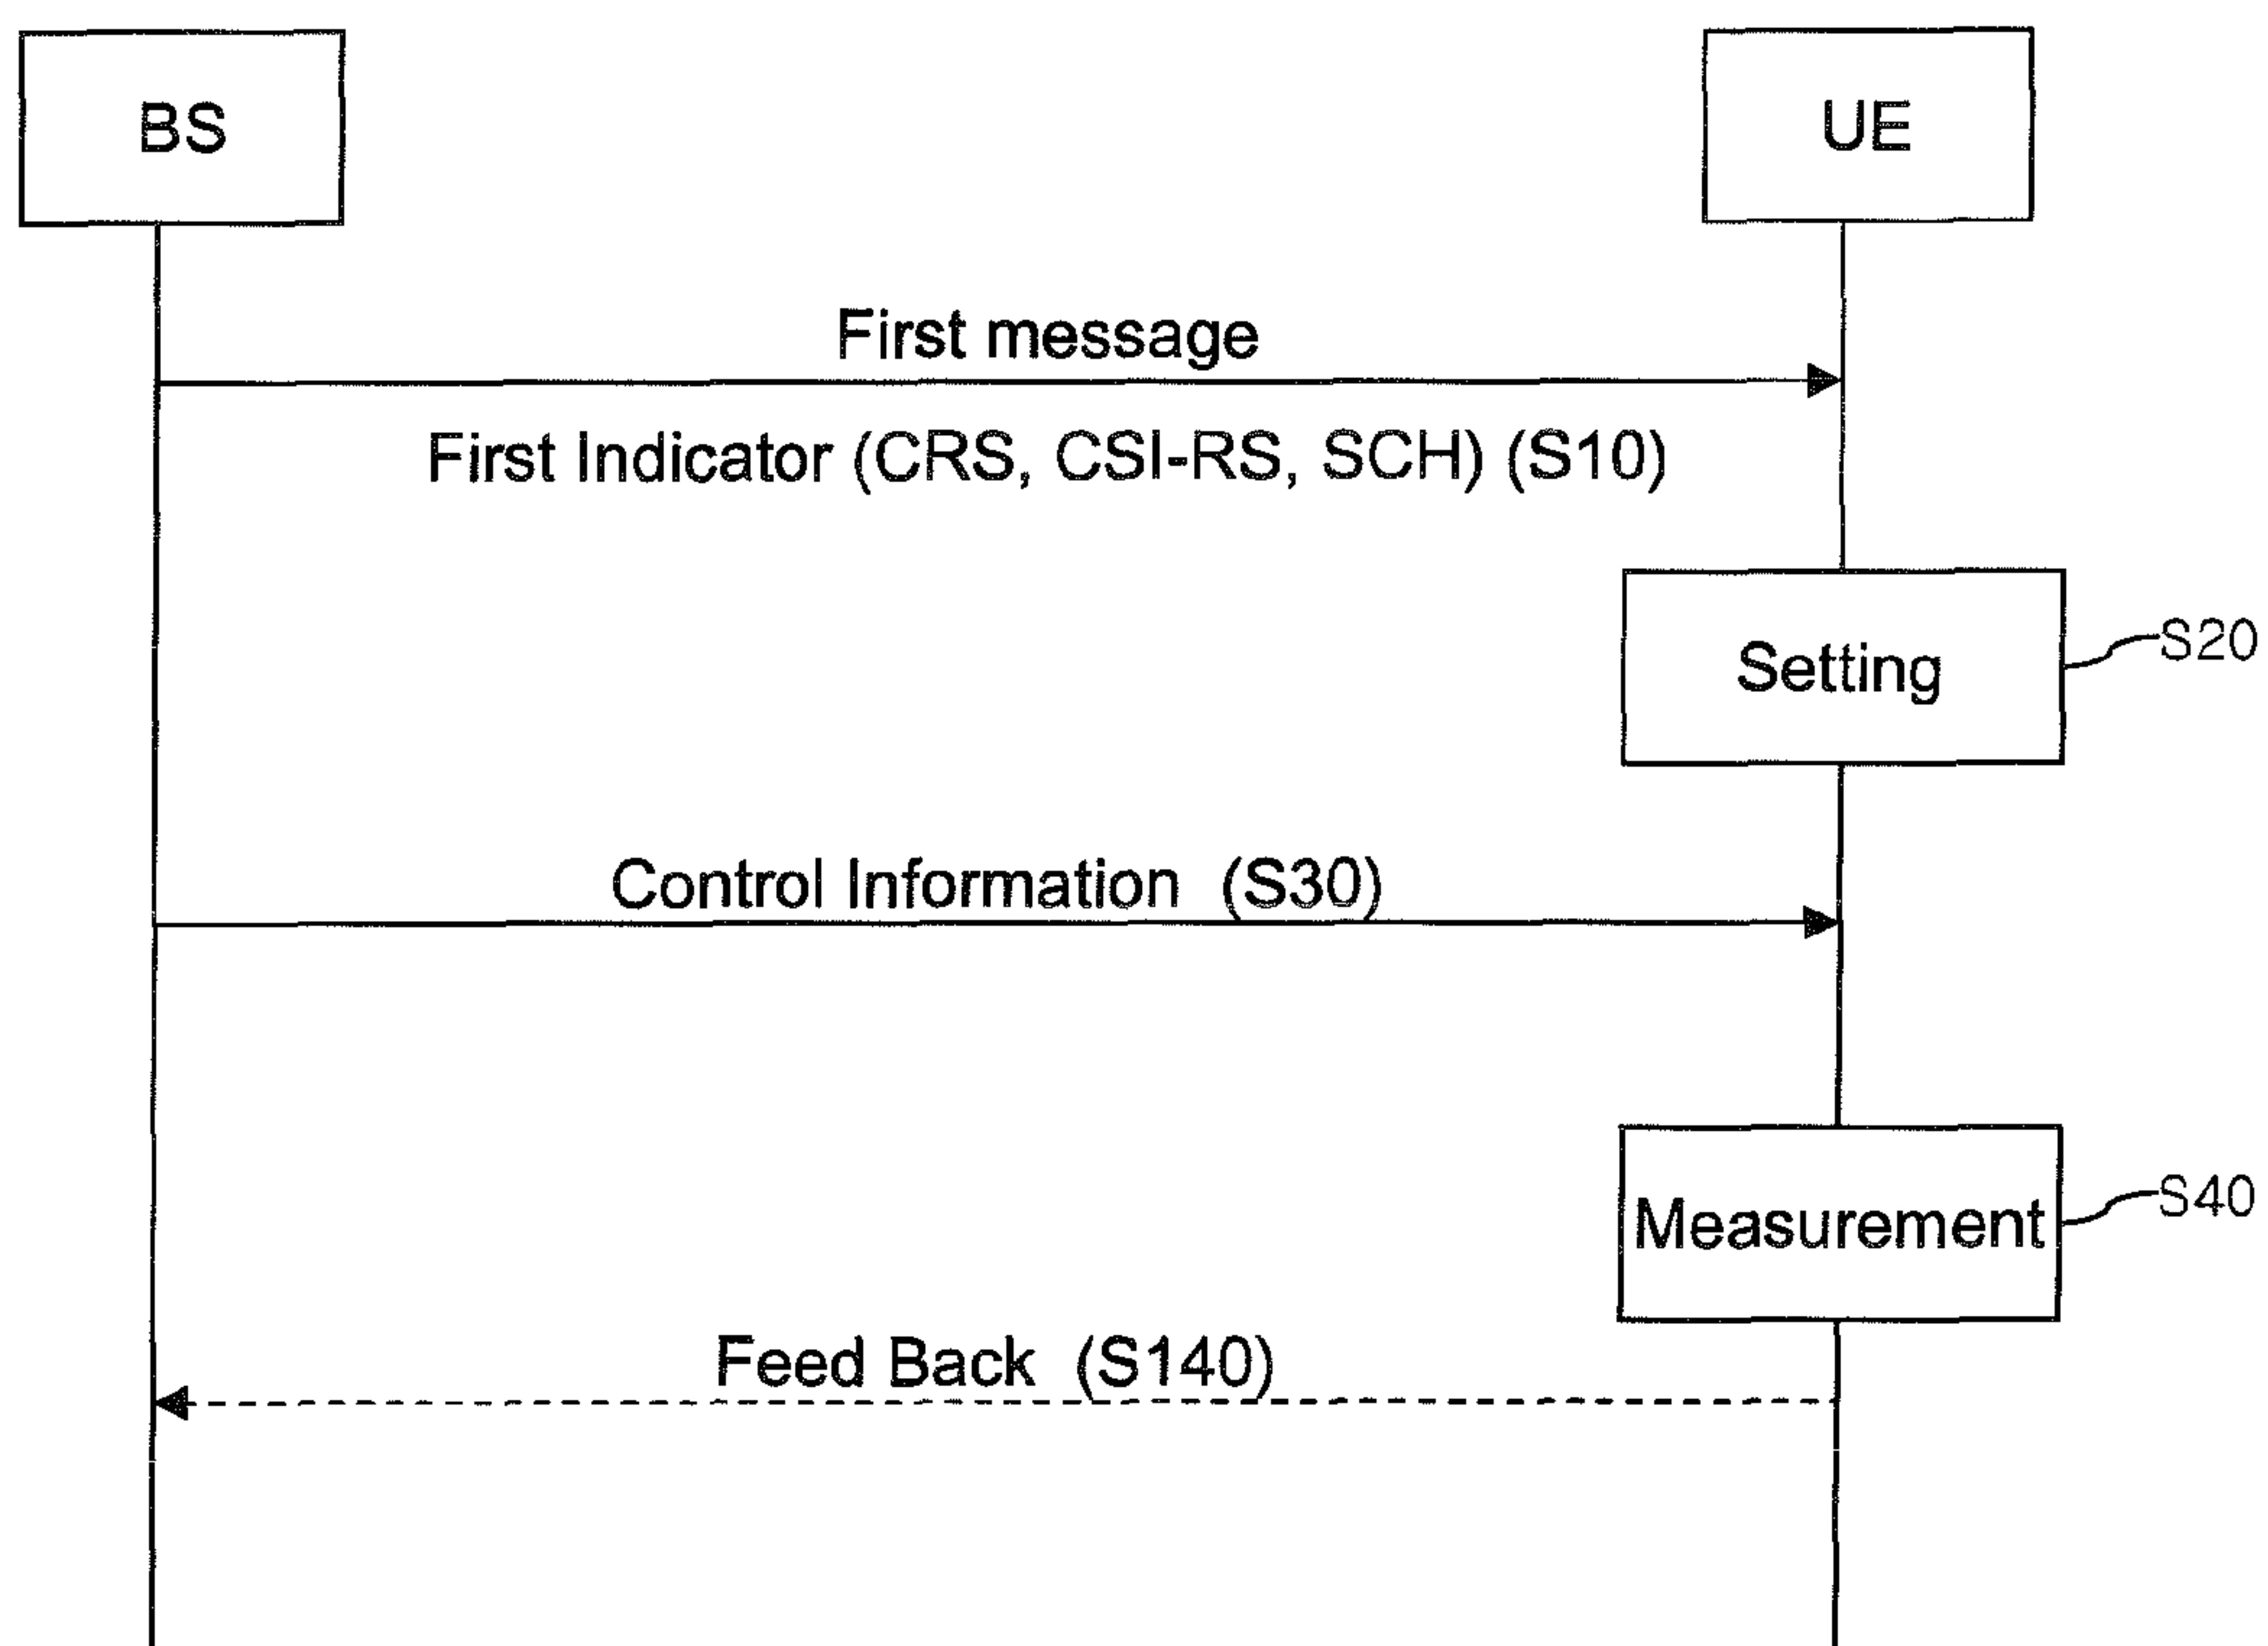 BS
UE
First message
First Indicator (CRS, CSI-RS, SCH) (S10)
Setting
S20
Control Information (S30)
Measurement
S40
Feed Back (S140)